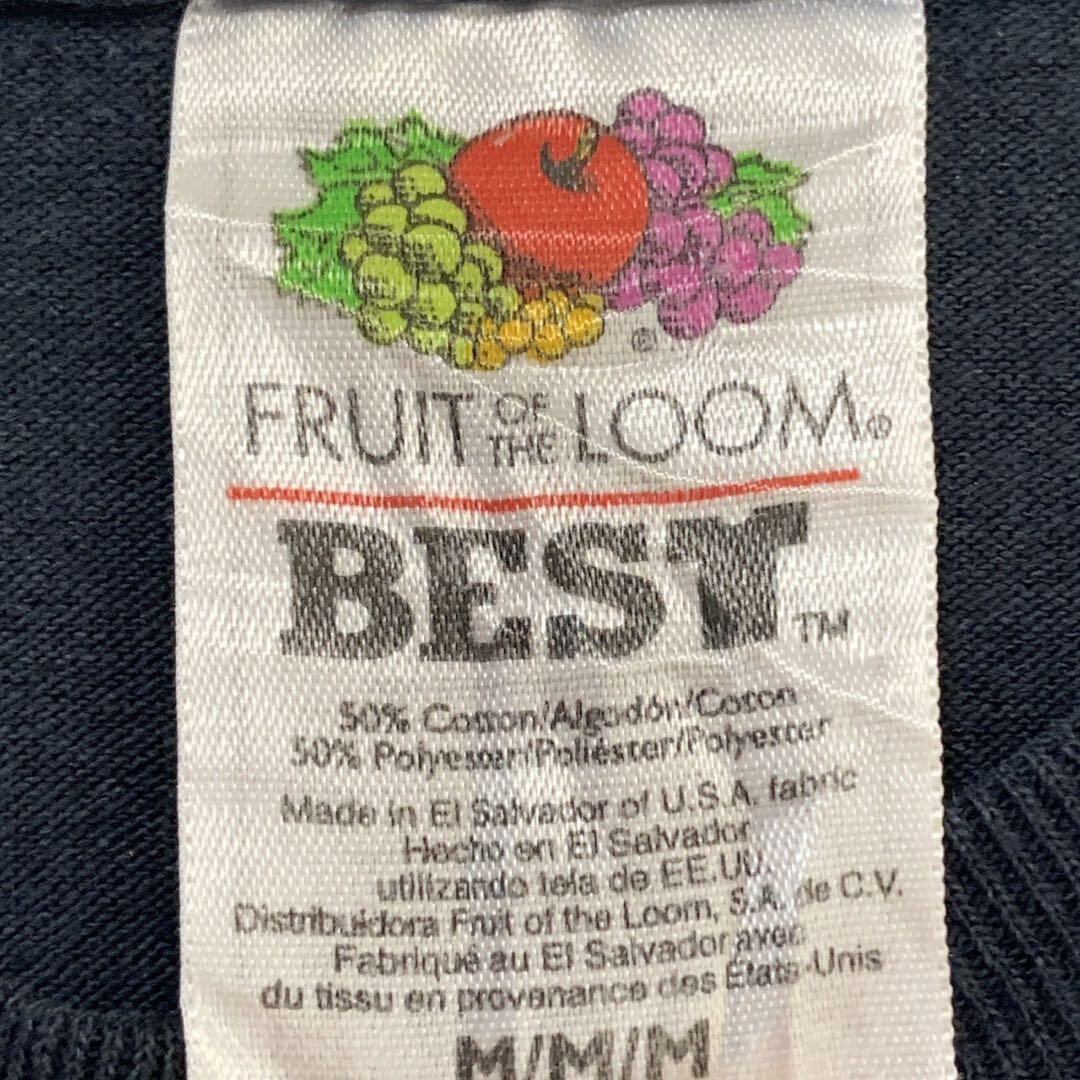 ©
FRUIT OF THE LOOM®
BEST™
50% Cotton/Algodón/Coton
50% Polyester/Poliéster/Polyester
Made in El Salvador of U.S.A. fabric
Hecho en El Salvador
utilizando tela de EE.UU
Distribuidora Fruit of the Loom, S.A. de C.V.
Fabriqué au El Salvador avec
du tissu en provenance des États-Unis
M/M/M